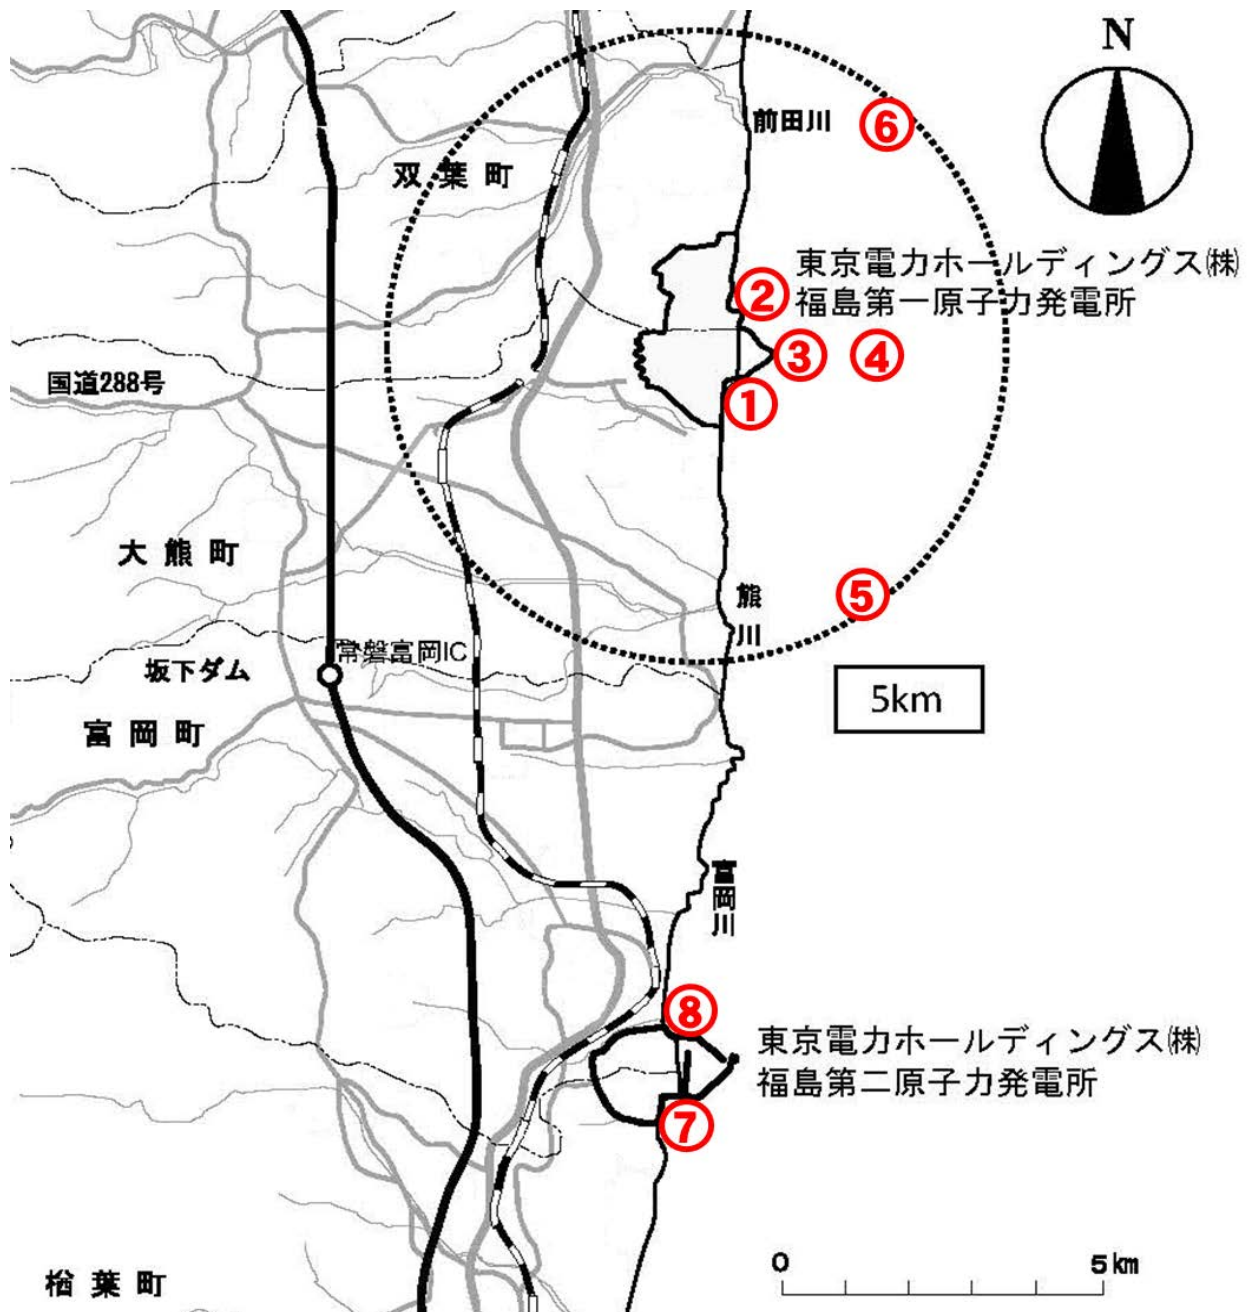 N
前田川
⑥
双葉町
東京電力ホールディングス㈱
福島第一原子力発電所
②
③
④
国道288号
①
大熊町
熊川
⑤
常磐富岡IC
坂下ダム
5km
富岡町
富岡川
⑧
東京電力ホールディングス㈱
福島第二原子力発電所
⑦
0
5km
楢葉町